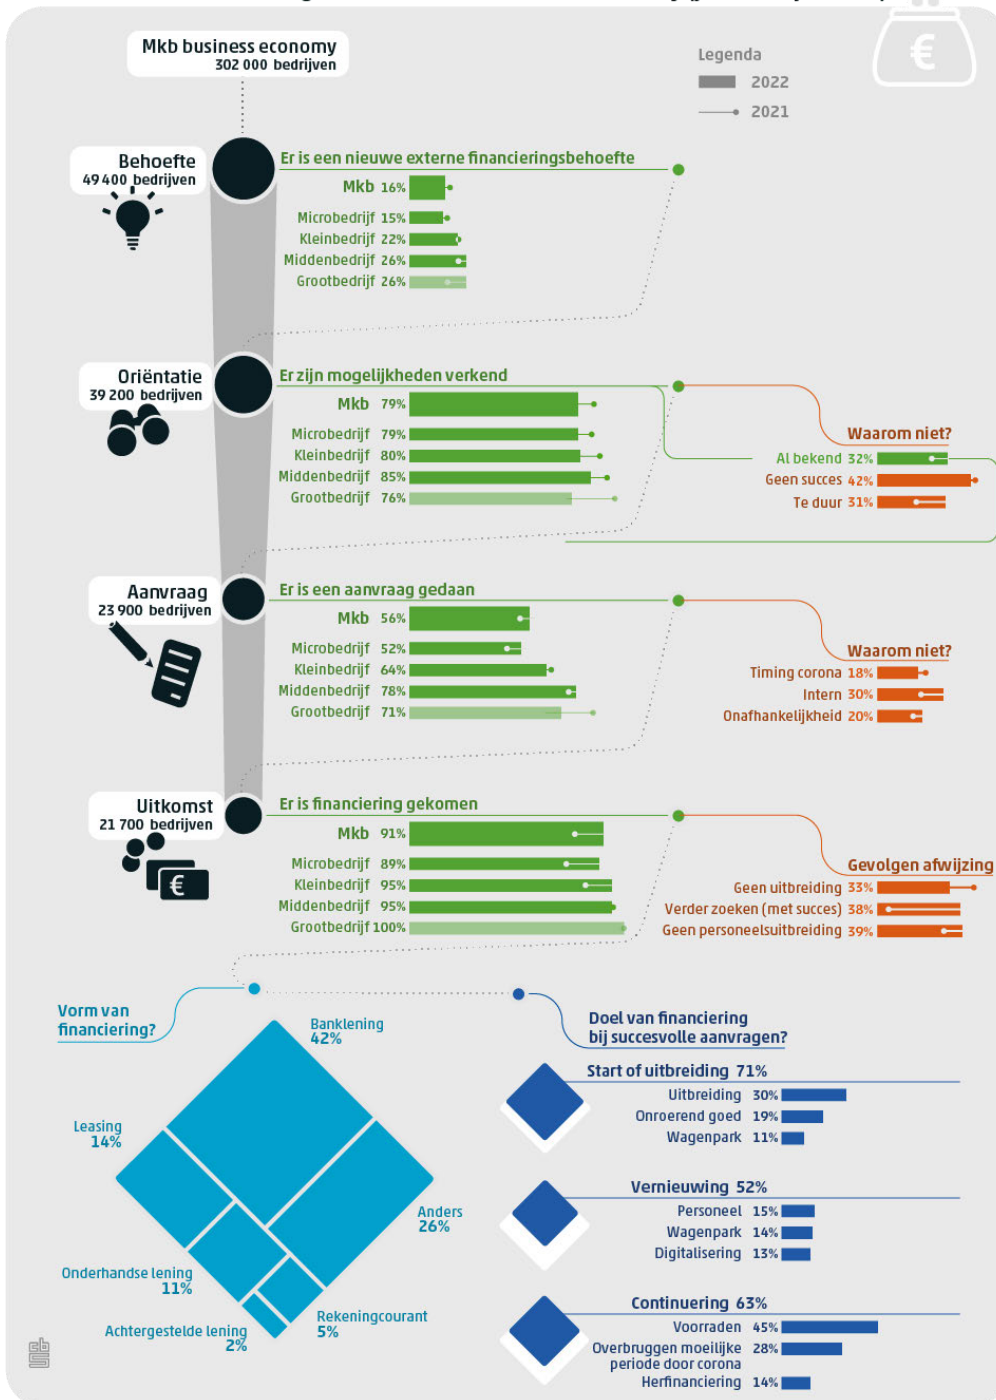 Mkb business economy
302 000 bedrijven
€
Legenda
2022
2021
Behoefte
49 400 bedrijven
Er is een nieuwe externe financieringsbehoefte
Mkb 16%
Microbedrijf 15%
Kleinbedrijf 22%
Middenbedrijf 26%
Grootbedrijf 26%
Oriëntatie
39 200 bedrijven
Er zijn mogelijkheden verkend
Mkb 79%
Microbedrijf 79%
Kleinbedrijf 80%
Middenbedrijf 85%
Grootbedrijf 76%
Waarom niet?
Al bekend 32%
Geen succes 42%
Te duur 31%
Aanvraag
23 900 bedrijven
Er is een aanvraag gedaan
Mkb 56%
Microbedrijf 52%
Kleinbedrijf 64%
Middenbedrijf 78%
Grootbedrijf 71%
Waarom niet?
Timing corona 18%
Intern 30%
Onafhankelijkheid 20%
Uitkomst
21 700 bedrijven
€
Er is financiering gekomen
Mkb 91%
Microbedrijf 89%
Kleinbedrijf 95%
Middenbedrijf 95%
Grootbedrijf 100%
Gevolgen afwijzing
Geen uitbreiding 33%
Verder zoeken (met succes) 38%
Geen personeelsuitbreiding 39%
Vorm van
financiering?
Banklening
42%
Leasing
14%
Anders
26%
Onderhandse lening
11%
Rekeningcourant
5%
Achtergestelde lening
2%
Doel van financiering
bij succesvolle aanvragen?
Start of uitbreiding 71%
Uitbreiding 30%
Onroerend goed 19%
Wagenpark 11%
Vernieuwing 52%
Personeel 15%
Wagenpark 14%
Digitalisering 13%
Continuering 63%
Voorraden 45%
Overbruggen moeilijke 28%
periode door corona
Herfinanciering 14%
cbs